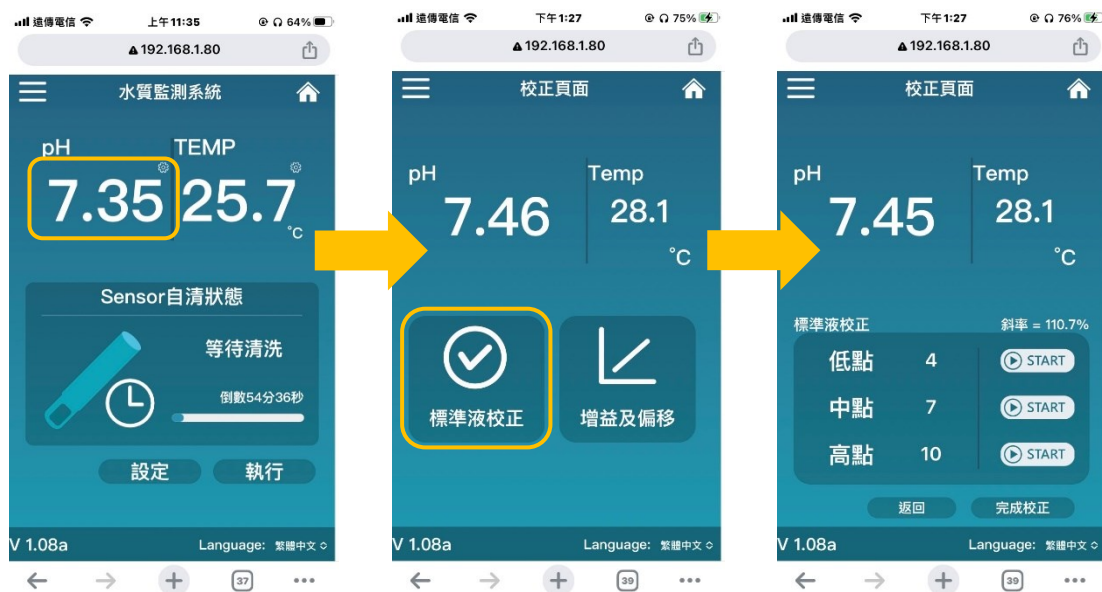 遠傳電信
上午11:35
64%
192.168.1.80
水質監測系統
pH
TEMP
7.35
25.7
°C
Sensor自清狀態
等待清洗
倒數54分36秒
設定
執行
V 1.08a
Language: 繁體中文
37
遠傳電信
下午1:27
75%
192.168.1.80
校正頁面
pH
Temp
7.46
28.1
°C
標準液校正
增益及偏移
V 1.08a
Language: 繁體中文
39
遠傳電信
下午1:27
76%
192.168.1.80
校正頁面
pH
Temp
7.45
28.1
°C
標準液校正
斜率 = 110.7%
低點 4 START
中點 7 START
高點 10 START
返回
完成校正
V 1.08a
Language: 繁體中文
39